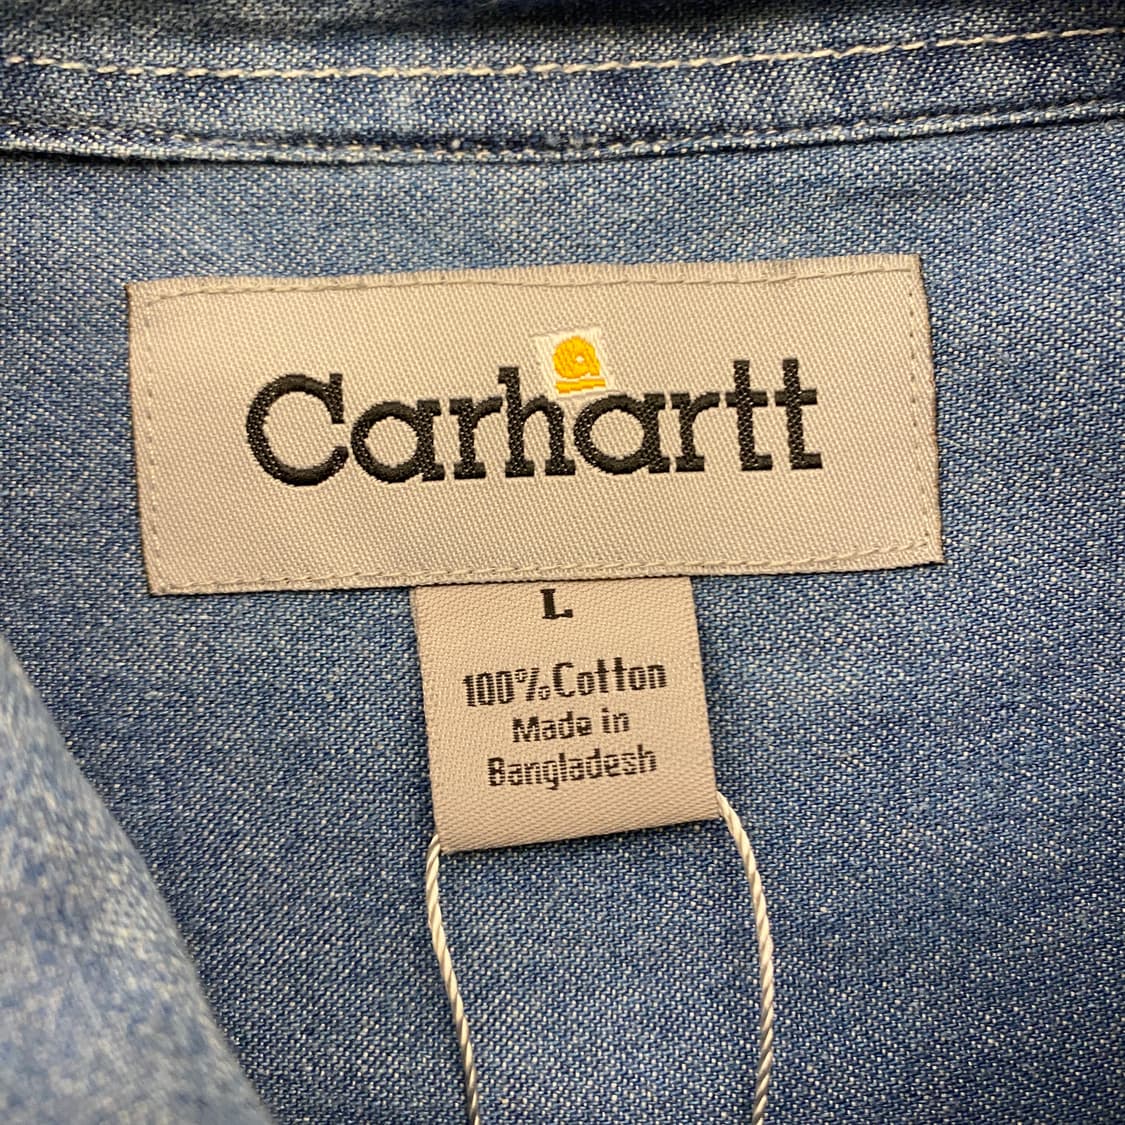 Carhartt
L
100% Cotton
Made in
Bangladesh